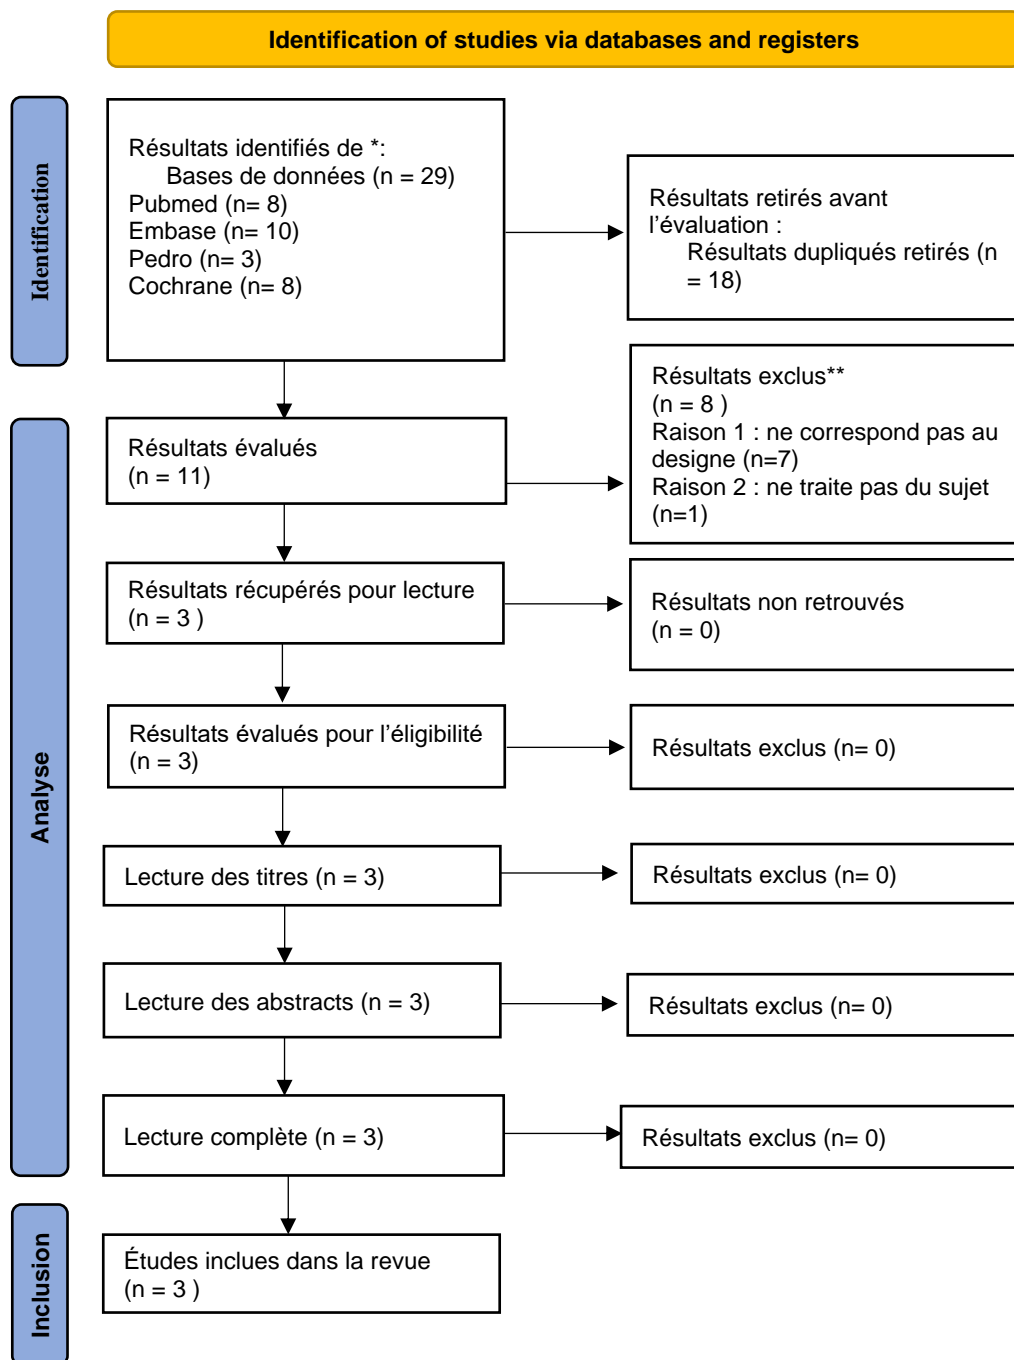 Identification of studies via databases and registers
Identification
Résultats identifiés de *:
Bases de données (n = 29)
Pubmed (n= 8)
Embase (n= 10)
Pedro (n= 3)
Cochrane (n= 8)
Résultats retirés avant
l’évaluation :
Résultats dupliqués retirés (n
= 18)
Analyse
Résultats évalués
(n = 11)
Résultats exclus**
(n = 8 )
Raison 1 : ne correspond pas au
designe (n=7)
Raison 2 : ne traite pas du sujet
(n=1)
Résultats récupérés pour lecture
(n = 3 )
Résultats non retrouvés
(n = 0)
Résultats évalués pour l’éligibilité
(n = 3)
Résultats exclus (n= 0)
Lecture des titres (n = 3)
Résultats exclus (n= 0)
Lecture des abstracts (n = 3)
Résultats exclus (n= 0)
Lecture complète (n = 3)
Résultats exclus (n= 0)
Inclusion
Études inclues dans la revue
(n = 3 )